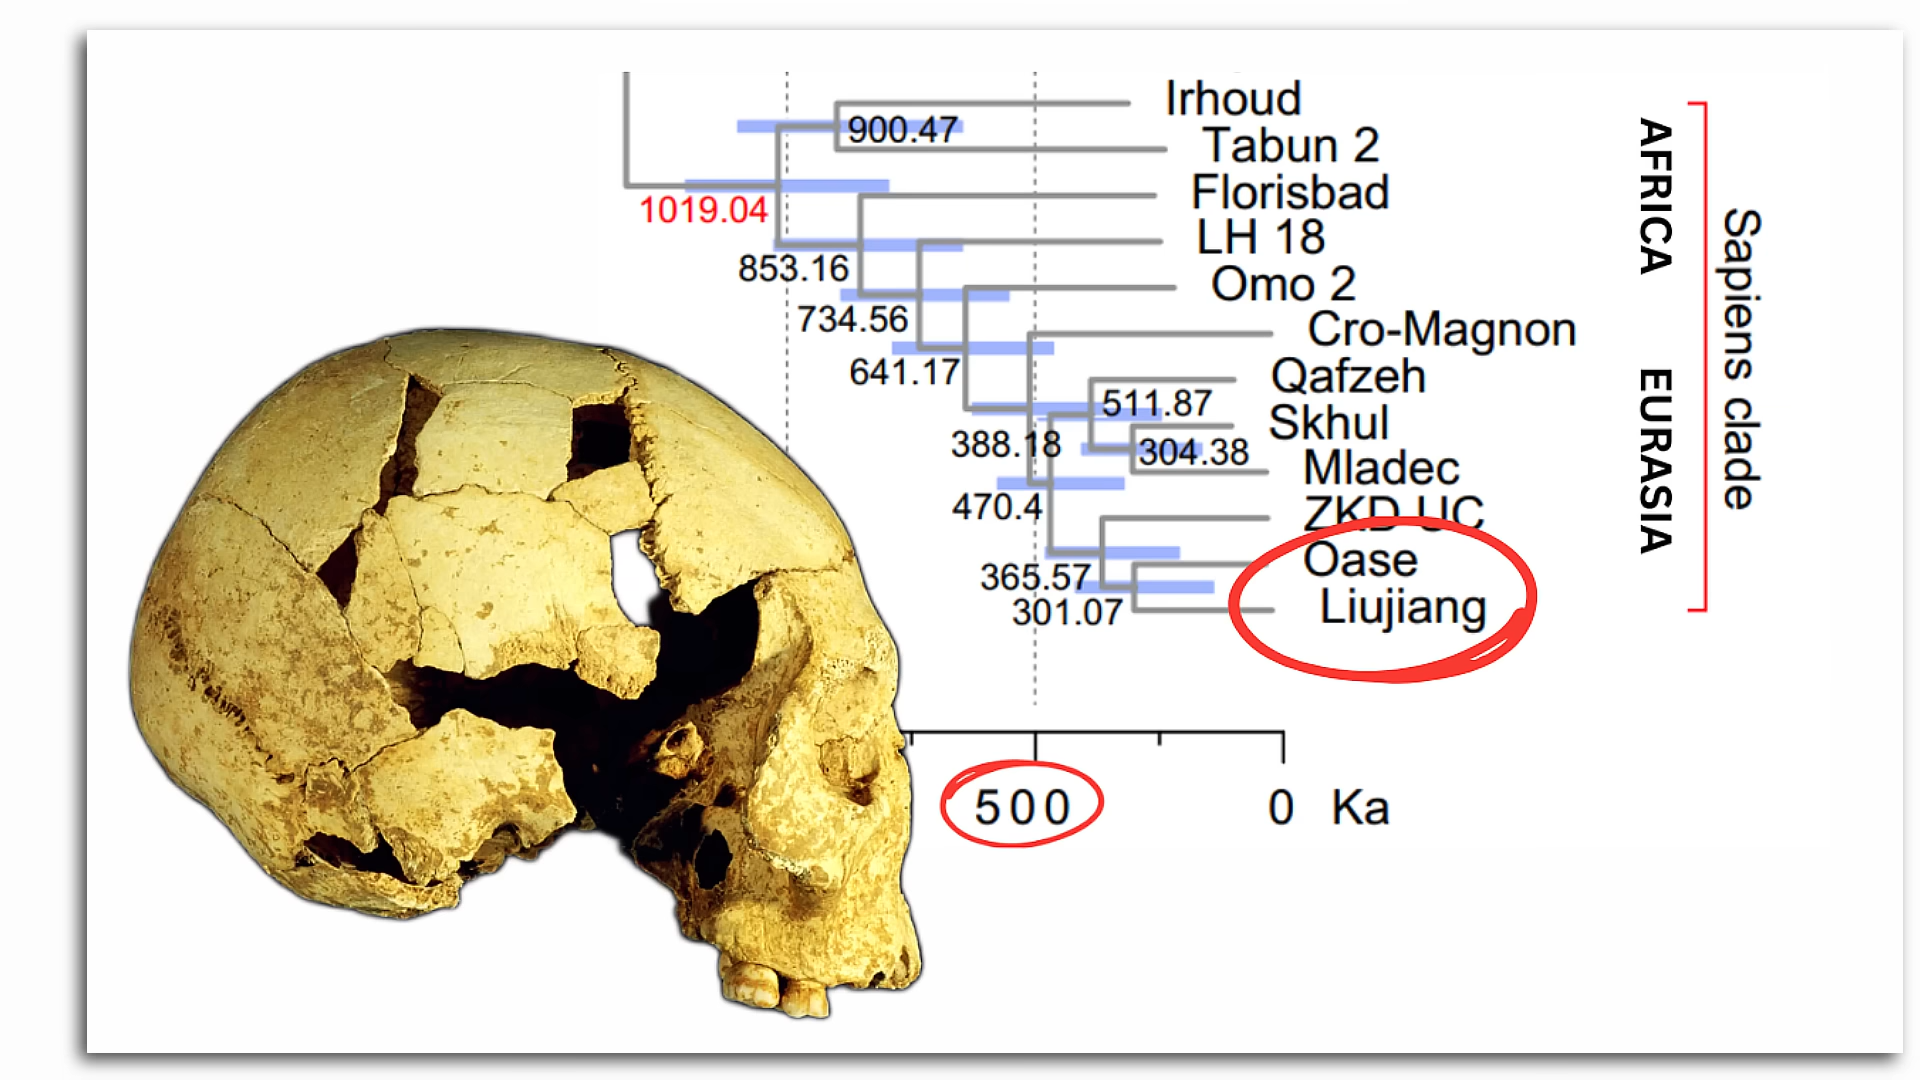 Irhoud
900.47
Tabun 2
1019.04
Florisbad
LH 18
853.16
Omo 2
734.56
Cro-Magnon
641.17
Qafzeh
511.87
Skhul
388.18
304.38
Mladec
470.4
ZKD UC
Oase
365.57
Liujiang
301.07
AFRICA
EURASIA
Sapiens clade
500
0 Ka